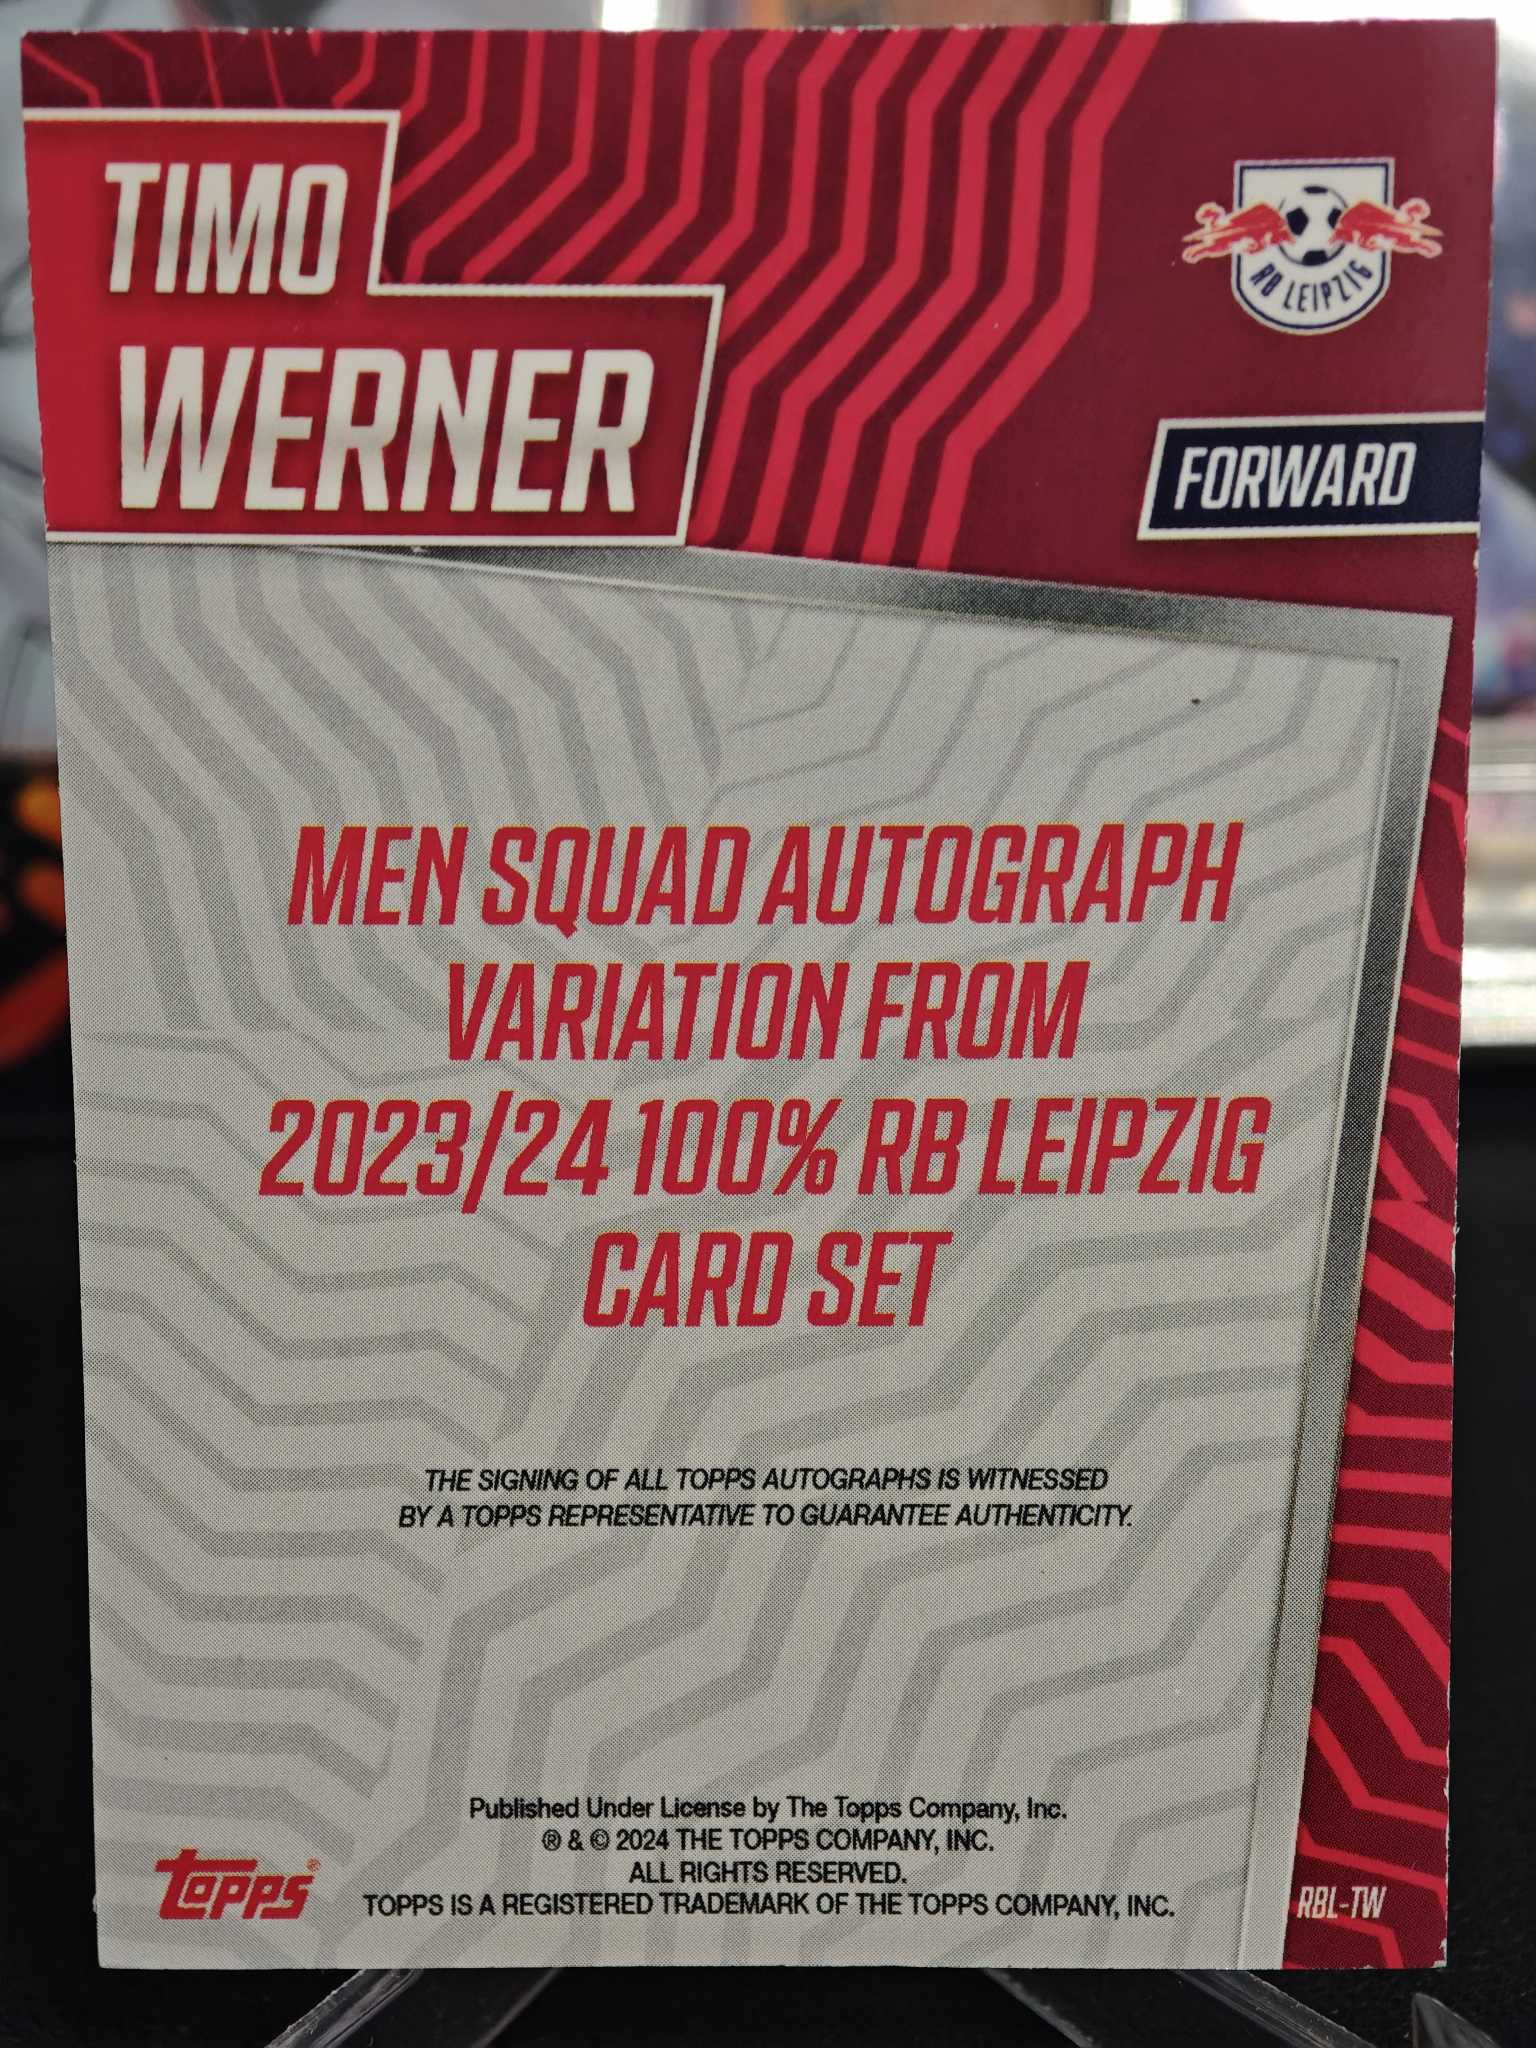 TIMO
WERNER
RB LEIPZIG
FORWARD
MEN SQUAD AUTOGRAPH
VARIATION FROM
2023/24 100% RB LEIPZIG
CARD SET
THE SIGNING OF ALL TOPPS AUTOGRAPHS IS WITNESSED
BY A TOPPS REPRESENTATIVE TO GUARANTEE AUTHENTICITY.
Published Under License by The Topps Company, Inc.
® & © 2024 THE TOPPS COMPANY, INC.
ALL RIGHTS RESERVED.
TOPPS IS A REGISTERED TRADEMARK OF THE TOPPS COMPANY, INC.
topps®
RBL-TW